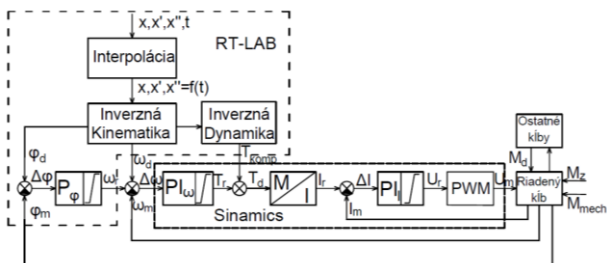 x,x',x'',t
RT-LAB
Interpolácia
x,x',x''=f(t)
Inverzná
Kinematika
Inverzná
Dynamika
Ostatné
kĺby
φd
ωd
Tkomp
Md
Mz
Δφ
Pφ
ωr
Δω
PIω
Tr
Td
M
I
Ir
ΔI
PII
Ur
PWM
Um
Riadený
kĺb
Mmech
φm
ωm
Sinamics
Im